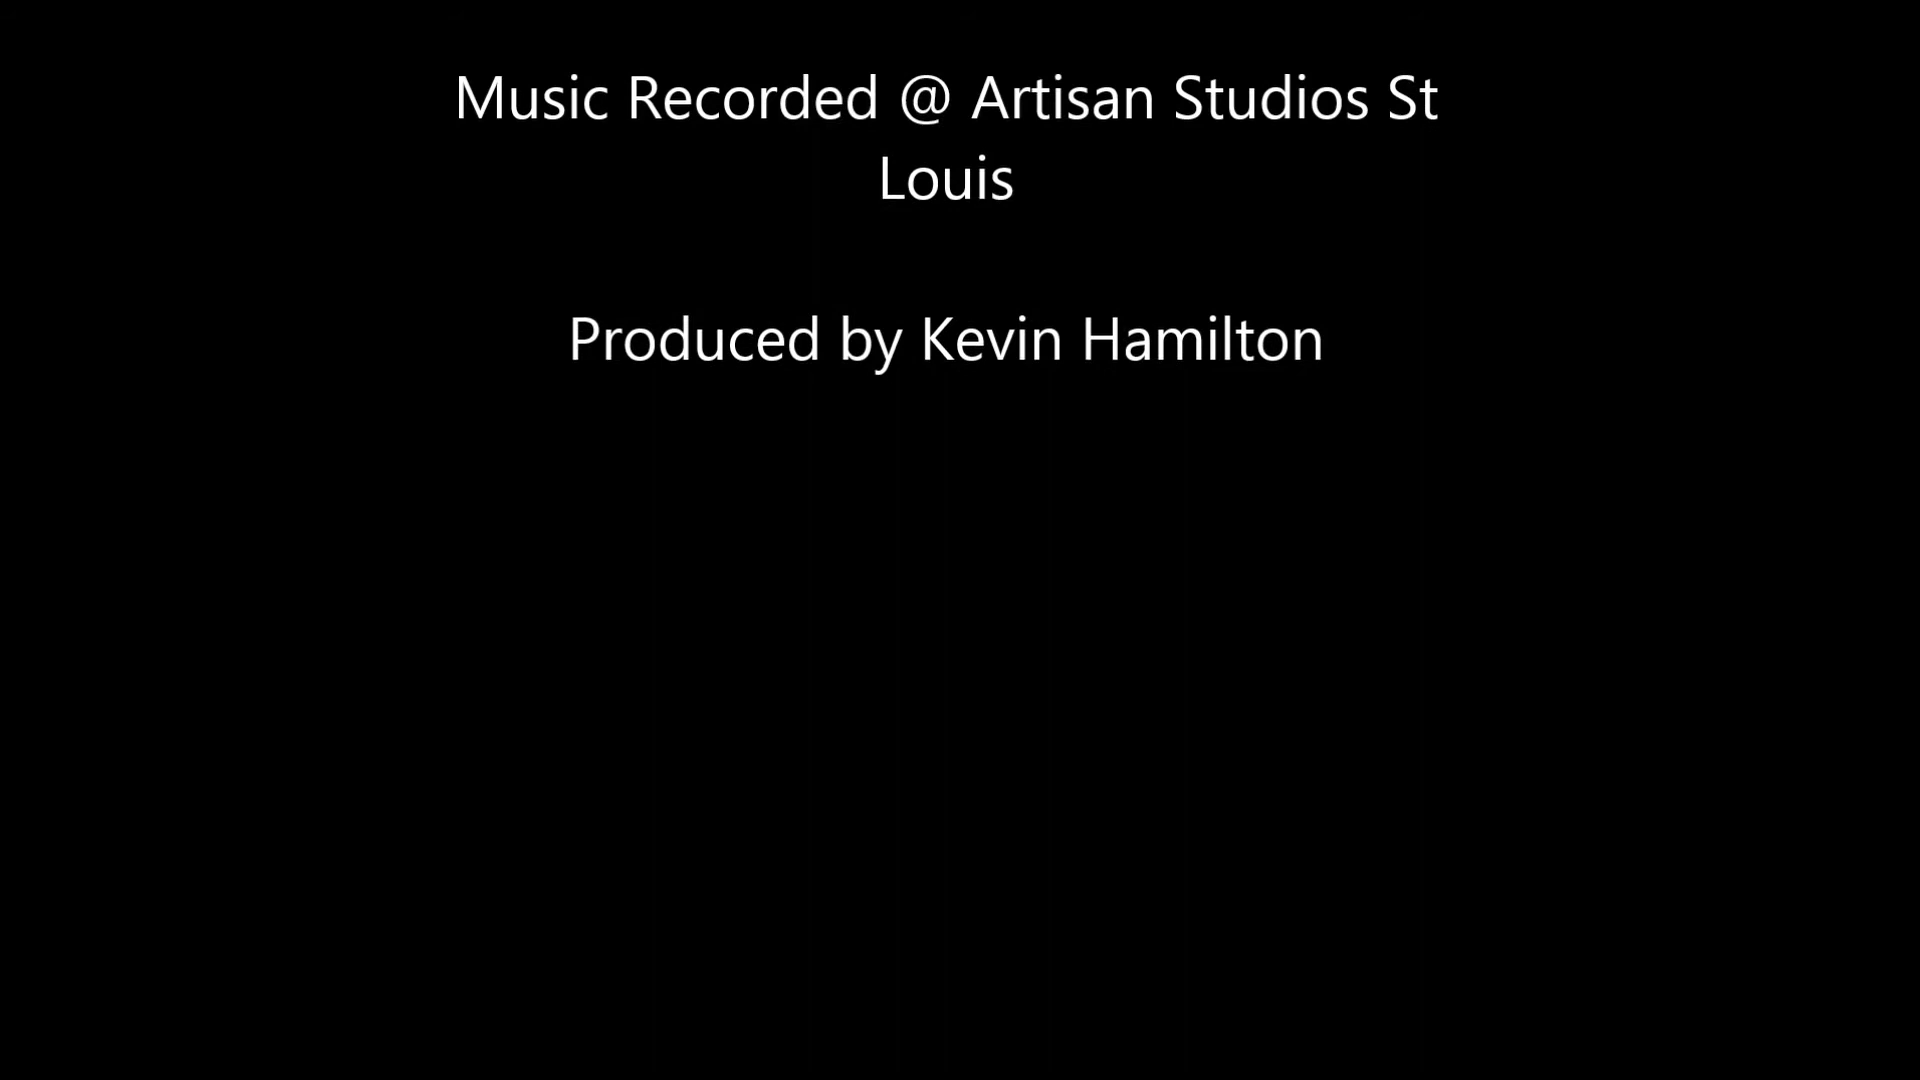 Music Recorded @ Artisan Studios St
Louis
Produced by Kevin Hamilton